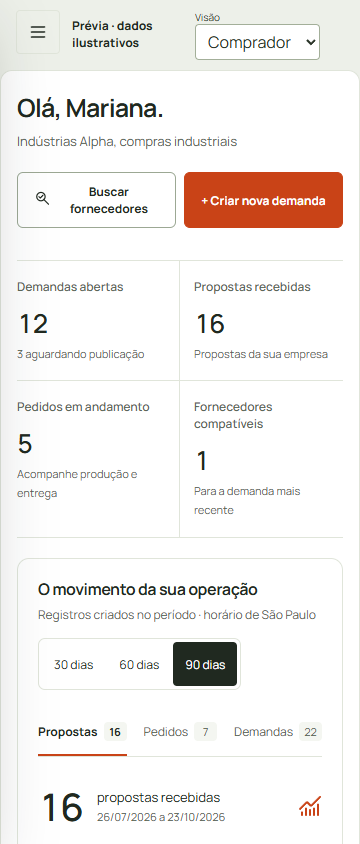 Prévia · dados
ilustrativos
Visão
Comprador
Olá, Mariana.
Indústrias Alpha, compras industriais
Buscar
fornecedores
+ Criar nova demanda
Demandas abertas
12
3 aguardando publicação
Propostas recebidas
16
Propostas da sua empresa
Pedidos em andamento
5
Acompanhe produção e
entrega
Fornecedores
compatíveis
1
Para a demanda mais
recente
O movimento da sua operação
Registros criados no período · horário de São Paulo
30 dias 60 dias 90 dias
Propostas 16 Pedidos 7 Demandas 22
16 propostas recebidas
26/07/2026 a 23/10/2026